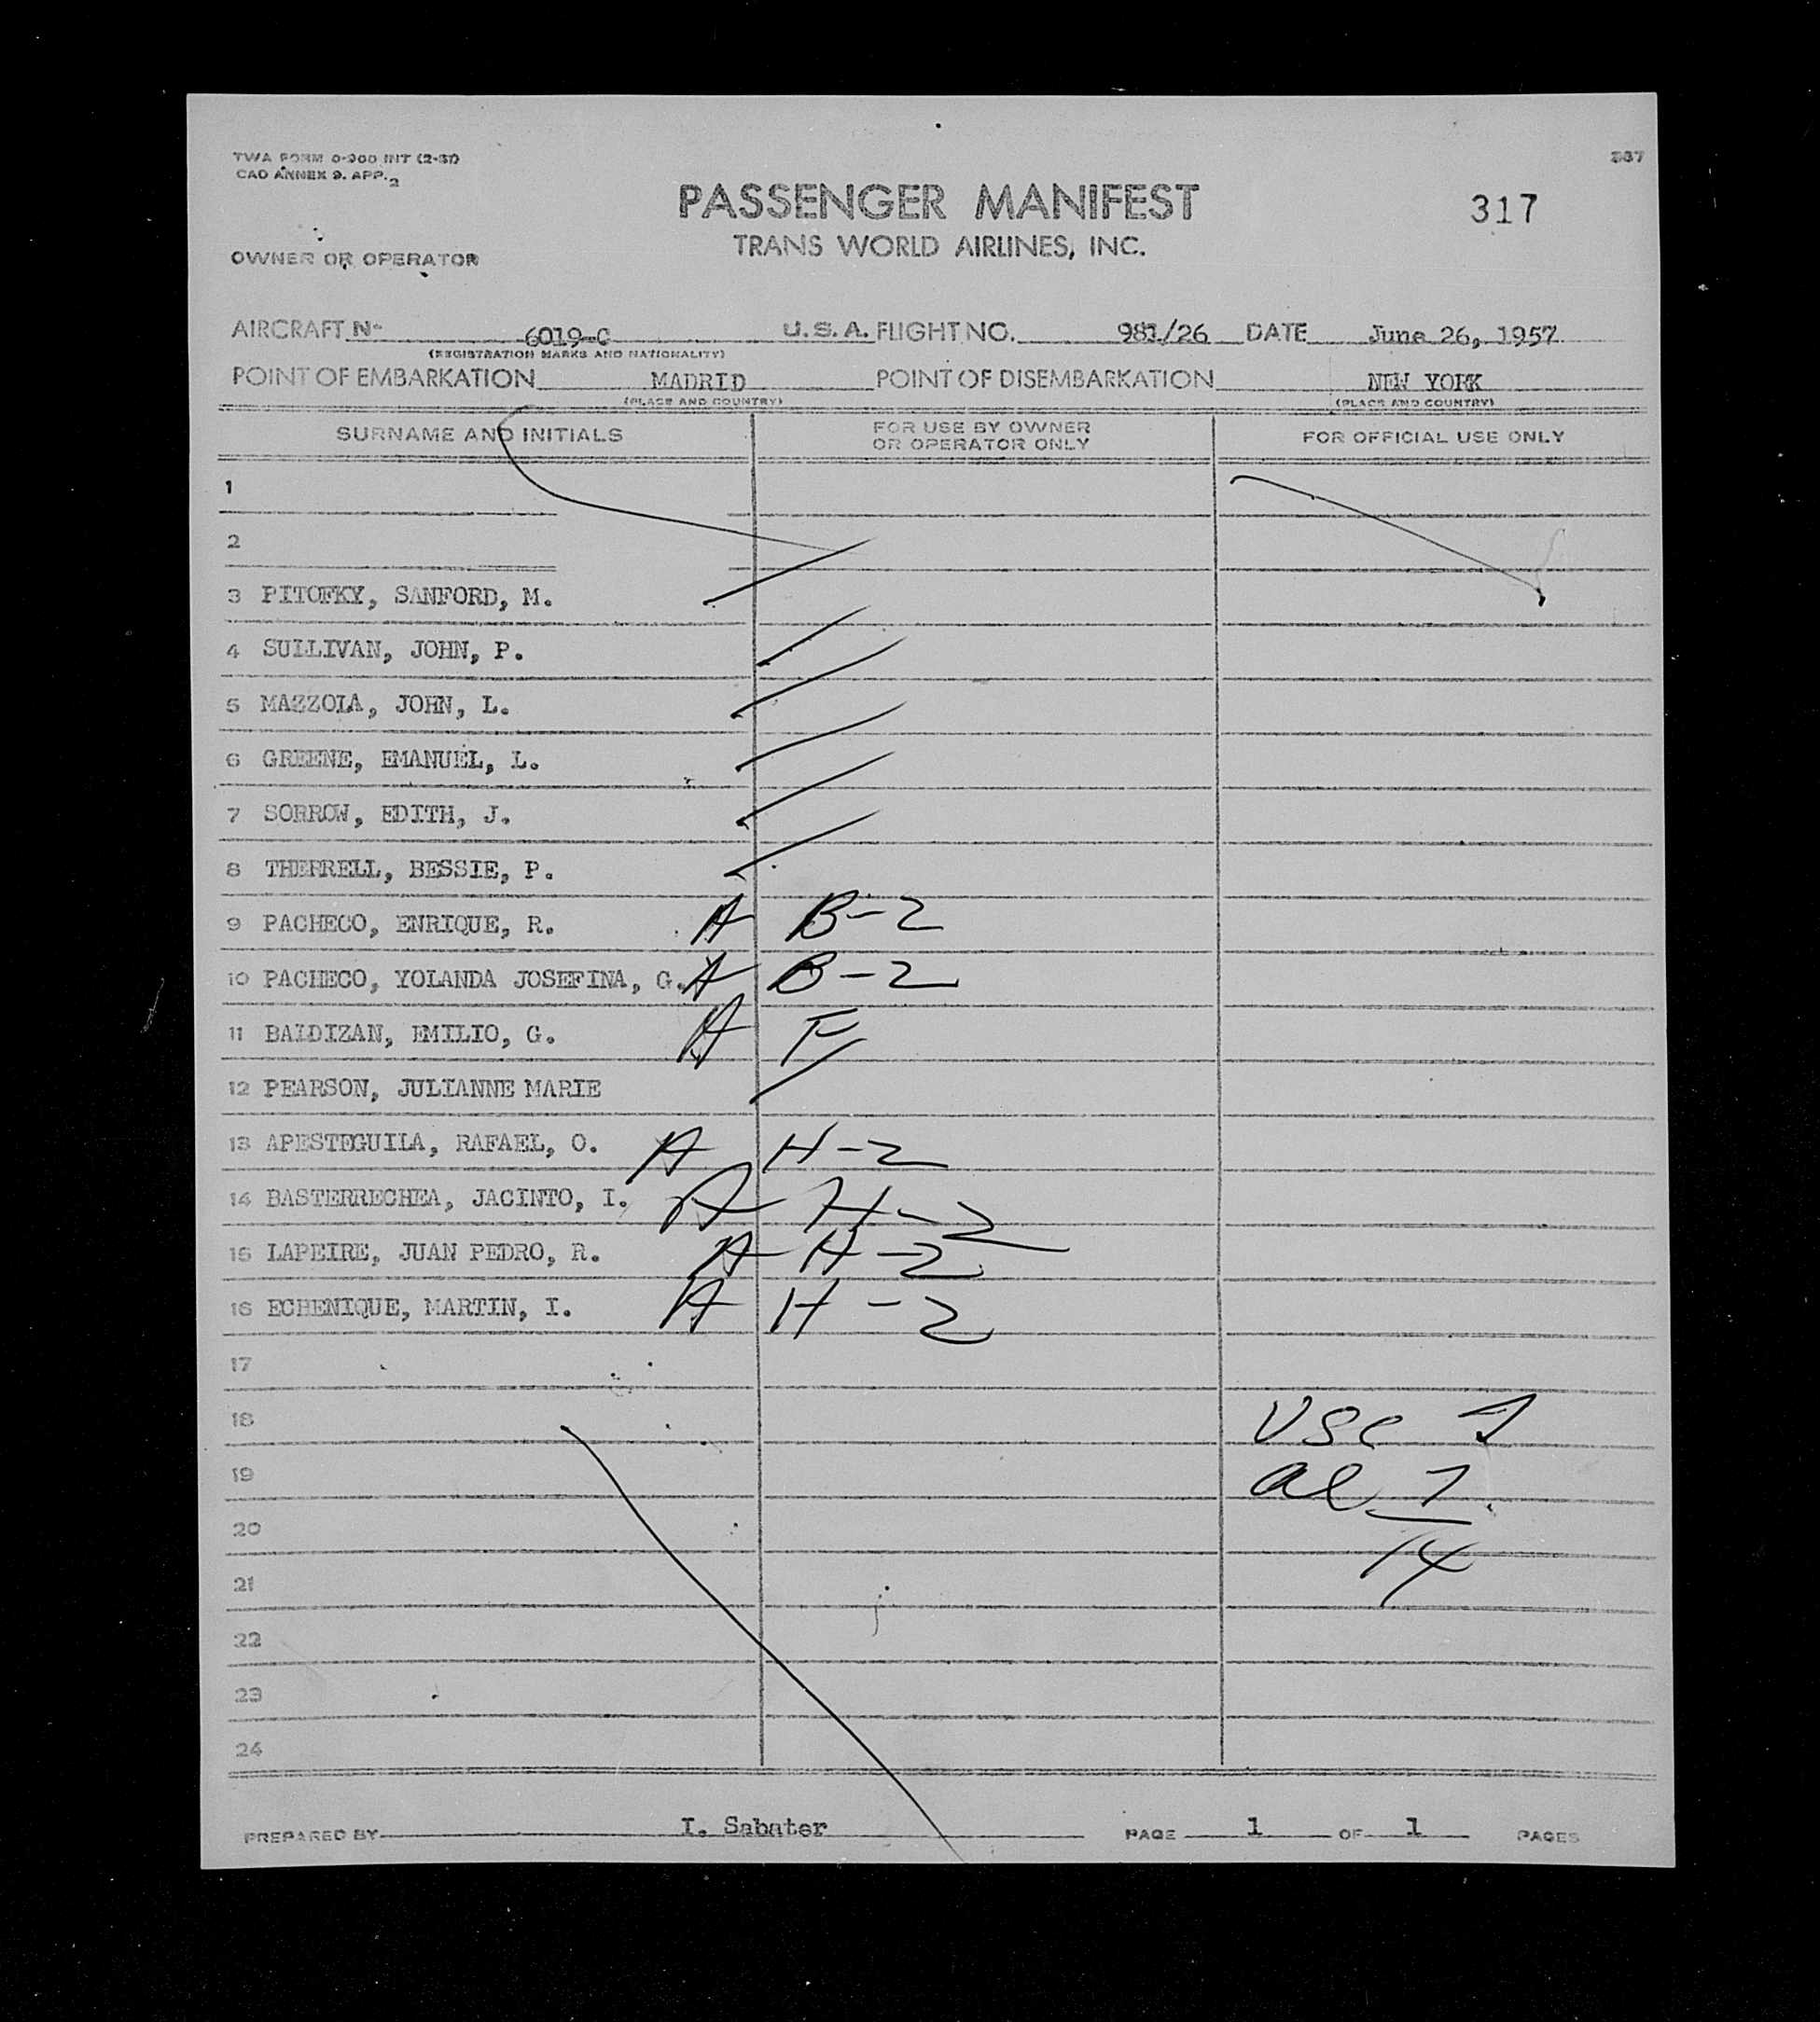 TWA FORM 0-900 INT (2-57)
CAO ANNEX 9. APP. 2
PASSENGER MANIFEST
317
TRANS WORLD AIRLINES, INC.
OWNER OR OPERATOR
AIRCRAFT No 6019-C U.S.A. FLIGHT NO. 981/26 DATE June 26, 1957
(REGISTRATION MARKS AND NATIONALITY)
POINT OF EMBARKATION MADRID POINT OF DISEMBARKATION NEW YORK
(PLACE AND COUNTRY) (PLACE AND COUNTRY)
SURNAME AND INITIALS FOR USE BY OWNER OR OPERATOR ONLY FOR OFFICIAL USE ONLY
1
2
3 PITOFKY, SANFORD, M.
4 SULLIVAN, JOHN, P.
5 MAZZOLA, JOHN, L.
6 GREENE, EMANUEL, L.
7 SORROW, EDITH, J.
8 THERRELL, BESSIE, P.
9 PACHECO, ENRIQUE, R. A B-2
10 PACHECO, YOLANDA JOSEFINA, G. A B-2
11 BALDIZAN, EMILIO, G. A F
12 PEARSON, JULIANNE MARIE
13 APESTEGUILA, RAFAEL, O. A H-2
14 BASTERRECHEA, JACINTO, I. A H-2
15 LAPEIRE, JUAN PEDRO, R. A H-2
16 ECHENIQUE, MARTIN, I. A H-2
17
18 USC 7
19 al 7
20
21 14
22
23
24
PREPARED BY I. Sabater PAGE 1 OF 1 PAGES